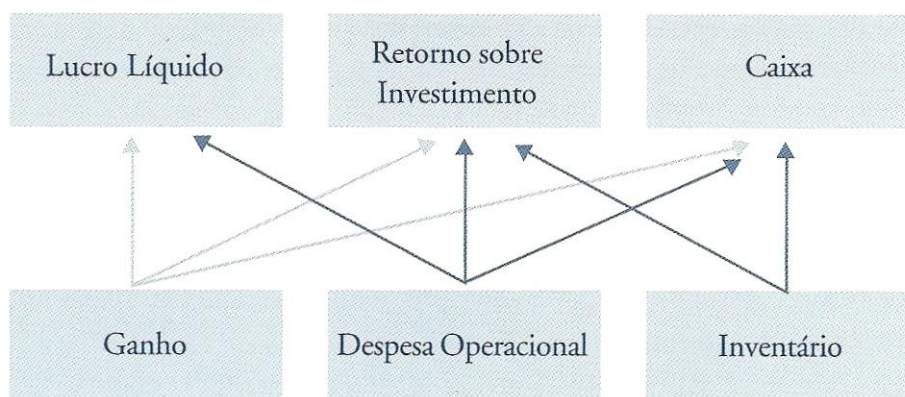 Lucro Líquido
Retorno sobre
Investimento
Caixa
Ganho
Despesa Operacional
Inventário